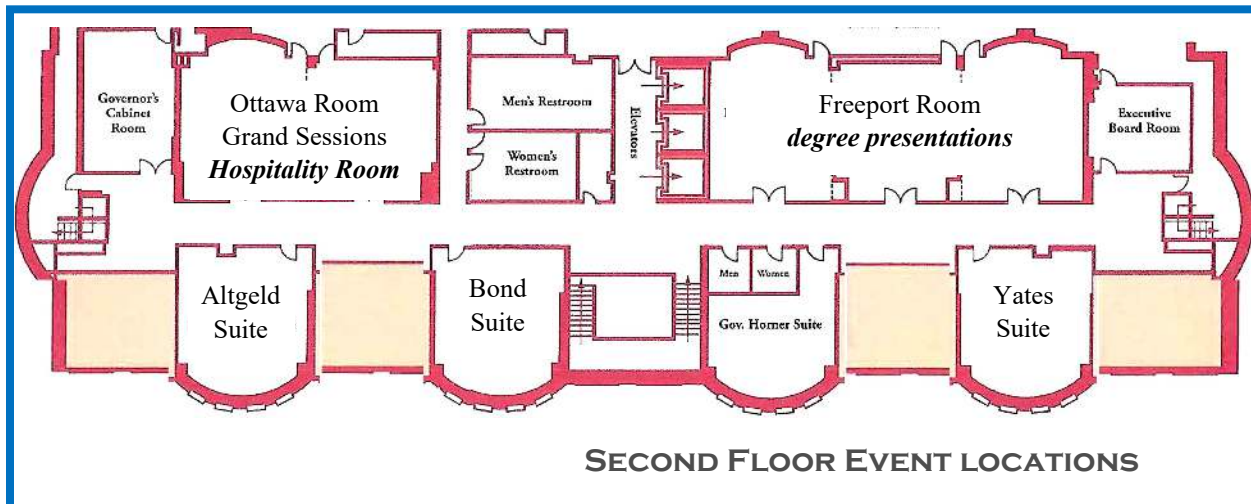 Governor's
Cabinet
Room
Ottawa Room
Grand Sessions
Hospitality Room
Men's Restroom
Women's
Restroom
Elevators
Freeport Room
degree presentations
Executive
Board Room
Altgeld
Suite
Bond
Suite
Men
Women
Gov. Horner Suite
Yates
Suite
SECOND FLOOR EVENT LOCATIONS